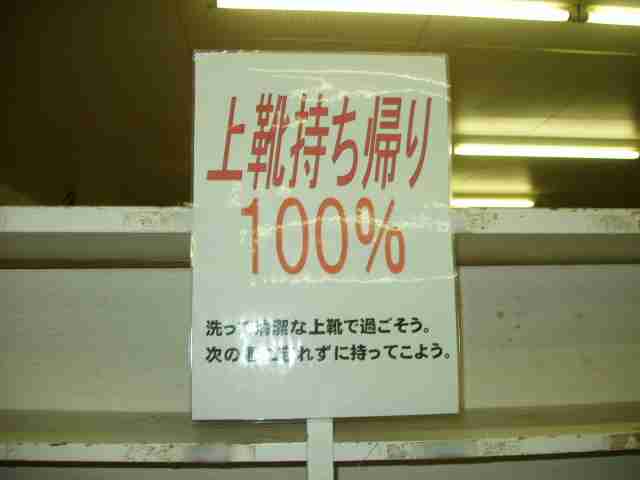 上靴持ち帰り
100%
洗って清潔な上靴で過ごそう。
次の れずに持ってこよう。